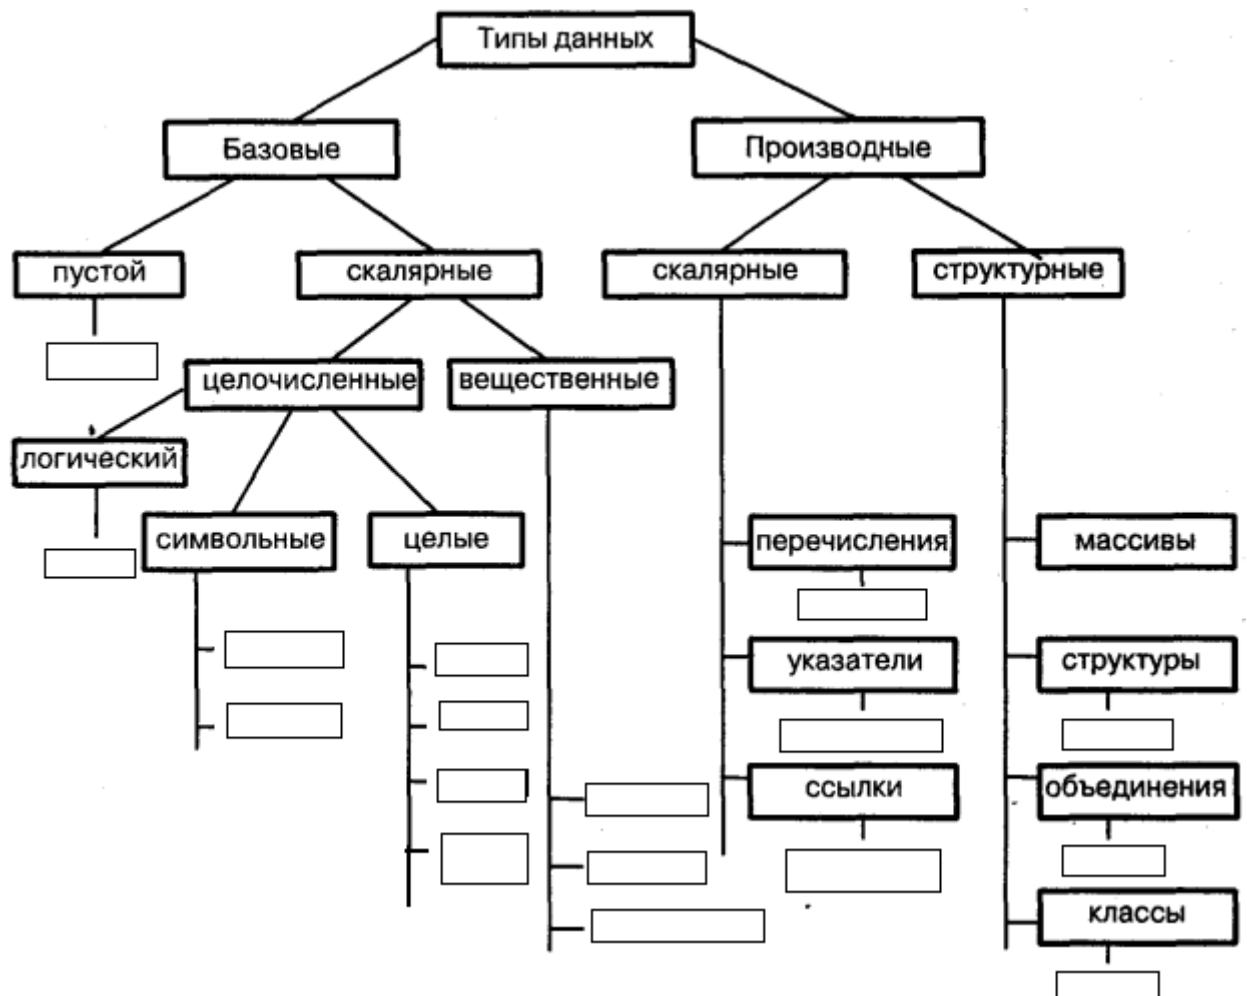 Типы данных
Базовые
Производные
пустой
скалярные
скалярные
структурные
целочисленные
вещественные
логический
символьные
целые
перечисления
массивы
указатели
структуры
ссылки
объединения
классы